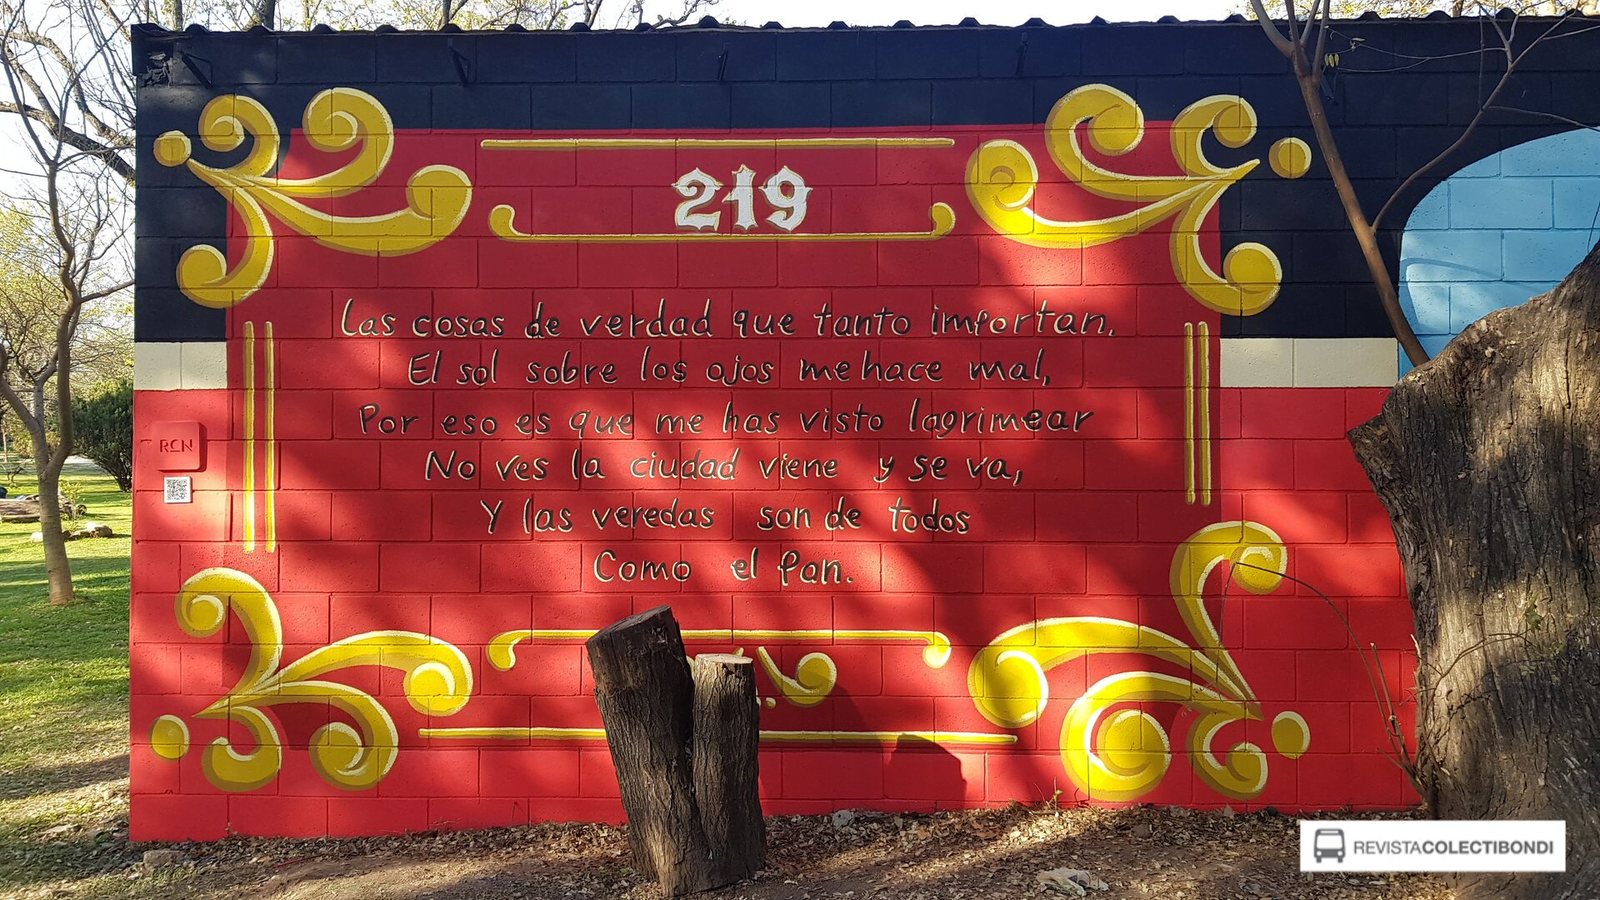 219
Las cosas de verdad que tanto importan.
El sol sobre los ojos me hace mal,
Por eso es que me has visto lagrimear
No ves la ciudad viene y se va,
Y las veredas son de todos
Como el Pan.
RCN
REVISTACOLECTIBONDI